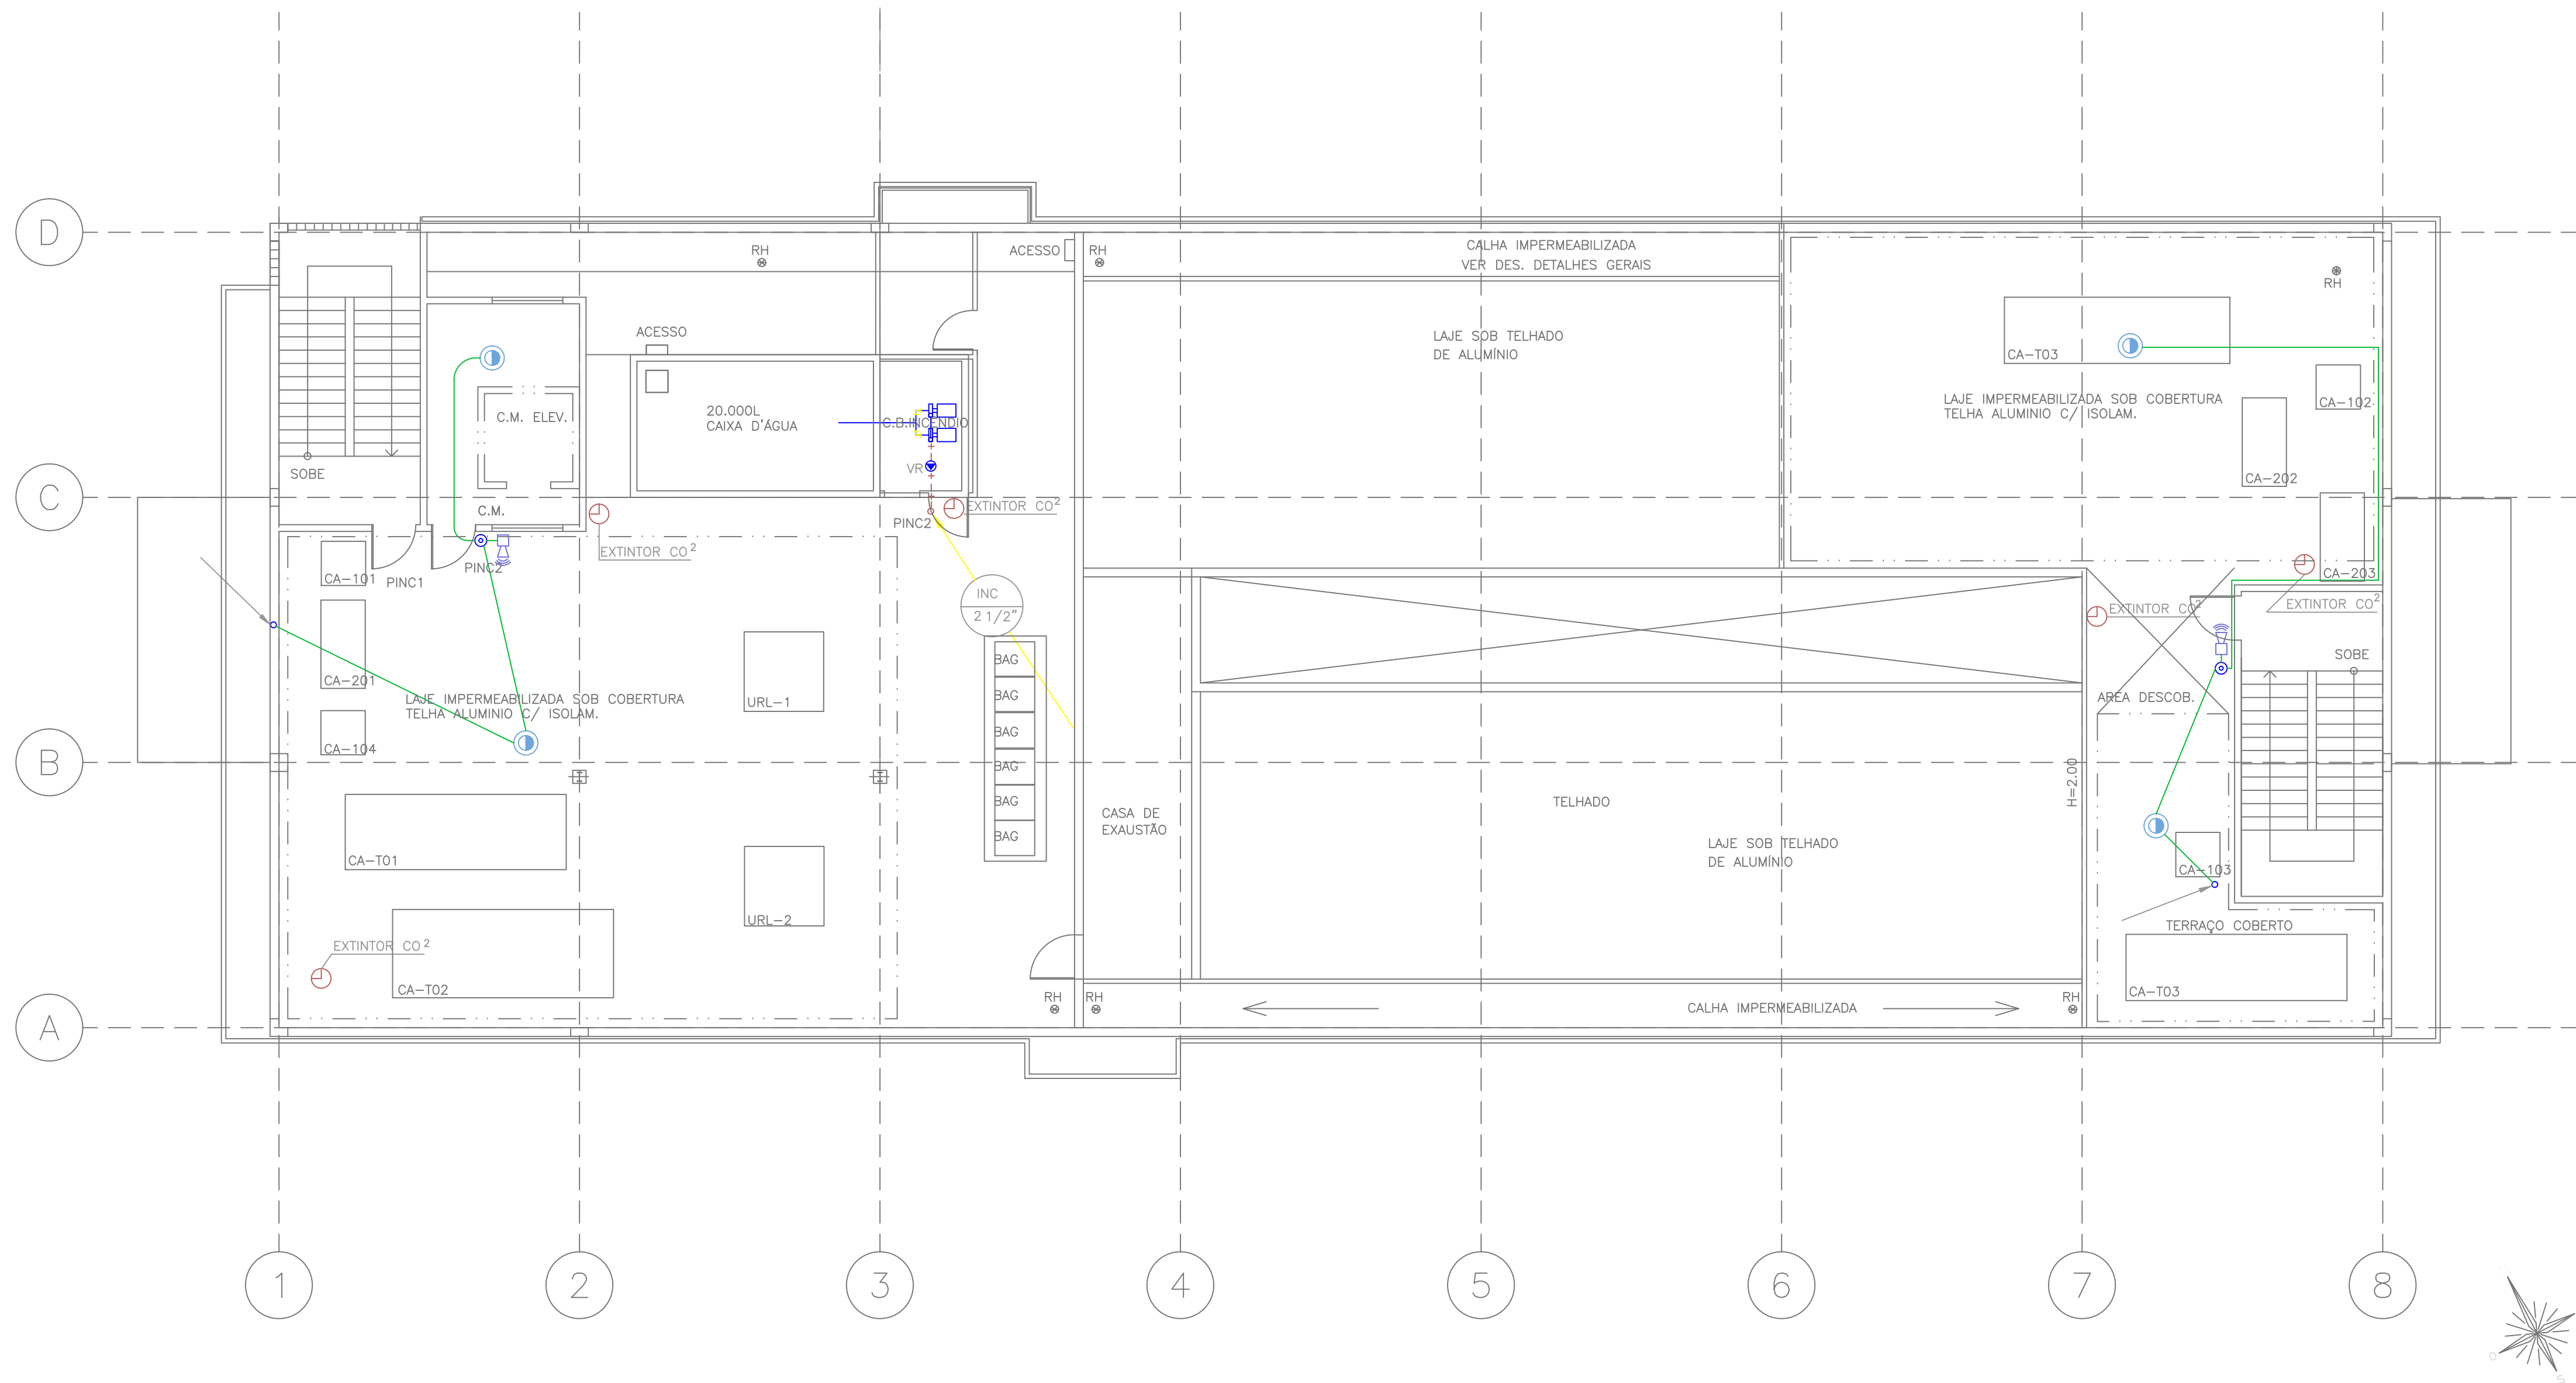 D
C
B
A
RH
ACESSO
RH
CALHA IMPERMEABILIZADA
VER DES. DETALHES GERAIS
RH
ACESSO
LAJE SOB TELHADO
DE ALUMÍNIO
CA-T03
C.M. ELEV.
20.000L
CAIXA D'ÁGUA
C.B.INCENDIO
LAJE IMPERMEABILIZADA SOB COBERTURA
TELHA ALUMINIO C/ ISOLAM.
CA-102
SOBE
VR
CA-202
C.M.
PINC2
EXTINTOR CO²
EXTINTOR CO²
CA-101
PINC1
PINC2
CA-203
INC
2 1/2"
EXTINTOR CO²
EXTINTOR CO²
BAG
BAG
BAG
BAG
BAG
BAG
SOBE
CA-201
LAJE IMPERMEABILIZADA SOB COBERTURA
TELHA ALUMINIO C/ ISOLAM.
URL-1
AREA DESCOB.
CA-104
H=2.00
CASA DE
EXAUSTÃO
TELHADO
LAJE SOB TELHADO
DE ALUMÍNIO
CA-T01
CA-103
URL-2
TERRAÇO COBERTO
EXTINTOR CO²
CA-T02
RH
RH
CALHA IMPERMEABILIZADA
RH
CA-T03
1
2
3
4
5
6
7
8
O
S